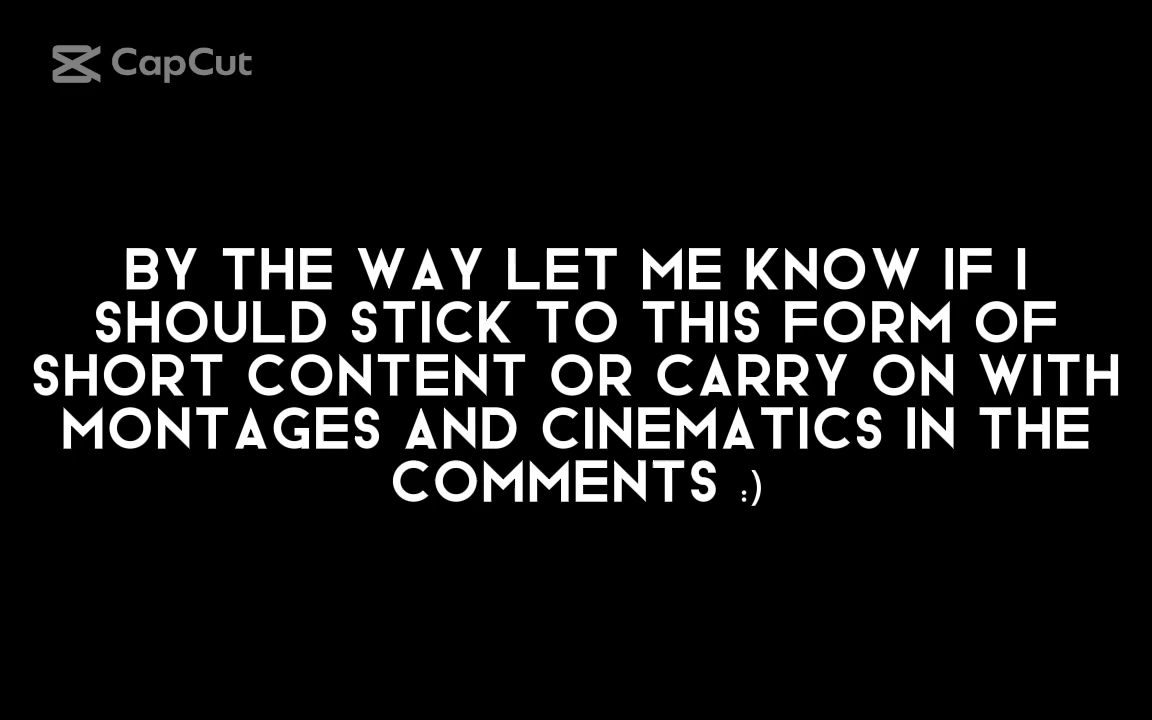 CapCut
BY THE WAY LET ME KNOW IF I
SHOULD STICK TO THIS FORM OF
SHORT CONTENT OR CARRY ON WITH
MONTAGES AND CINEMATICS IN THE
COMMENTS :)